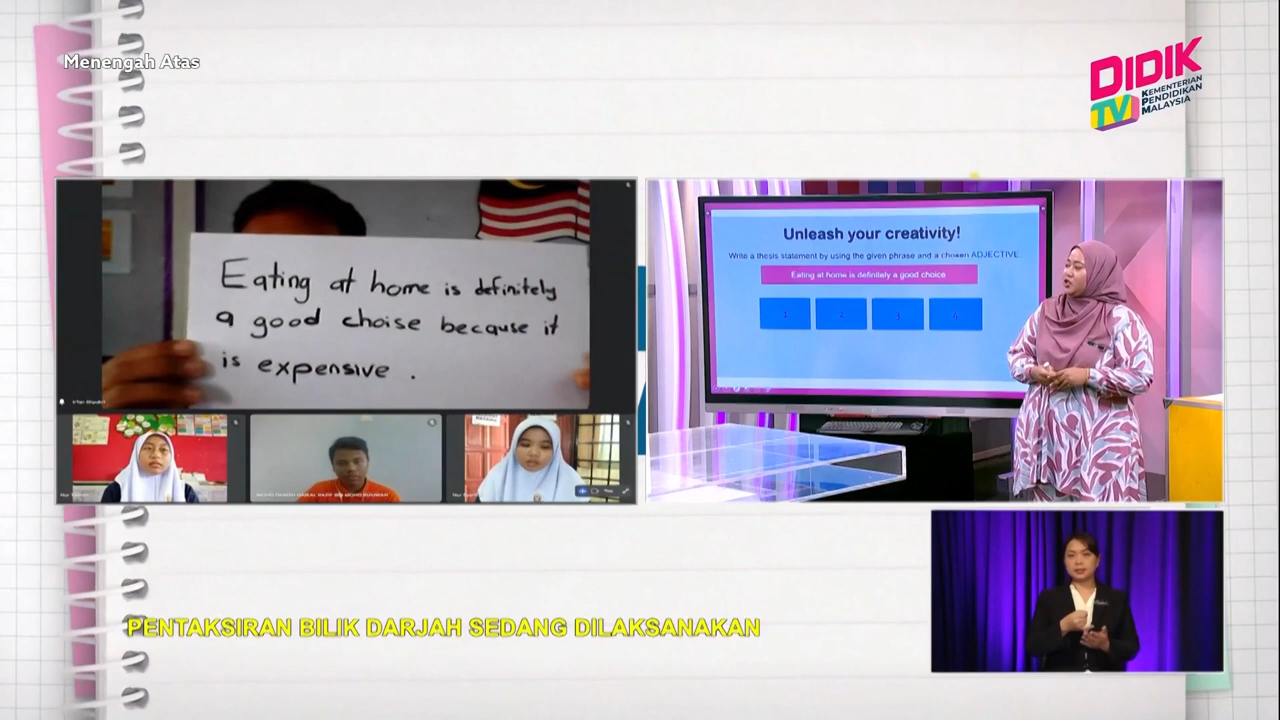 Menengah Atas
DIDIK
TV
KEMENTERIAN
PENDIDIKAN
MALAYSIA
Eating at home is definitely
a good choise because it
is expensive .
Unleash your creativity!
Write a thesis statement by using the given phrase and a chosen ADJECTIVE
Eating at home is definitely a good choice
1 2 3 4
PENTAKSIRAN BILIK DARJAH SEDANG DILAKSANAKAN